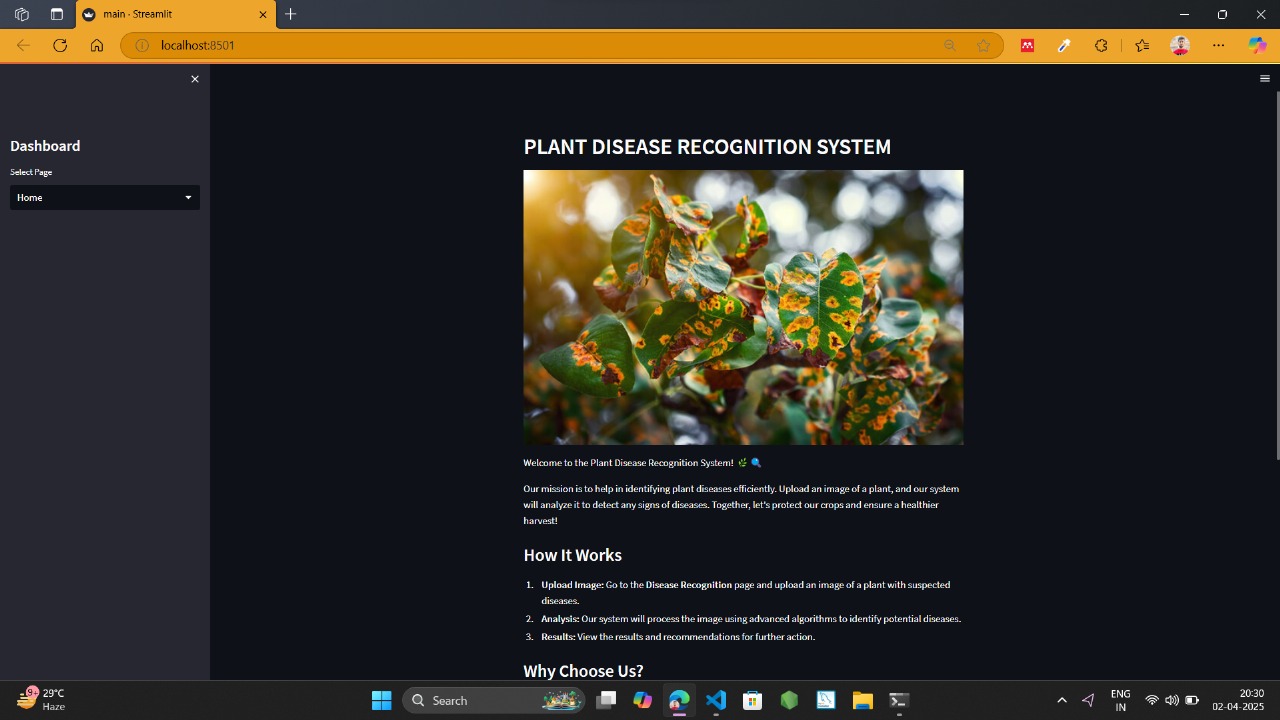 main - Streamlit
localhost:8501
Dashboard
Select Page
Home
PLANT DISEASE RECOGNITION SYSTEM
Welcome to the Plant Disease Recognition System! 🌿🔍
Our mission is to help in identifying plant diseases efficiently. Upload an image of a plant, and our system
will analyze it to detect any signs of diseases. Together, let's protect our crops and ensure a healthier
harvest!
How It Works
1. Upload Image: Go to the Disease Recognition page and upload an image of a plant with suspected
diseases.
2. Analysis: Our system will process the image using advanced algorithms to identify potential diseases.
3. Results: View the results and recommendations for further action.
Why Choose Us?
9+
29°C
Haze
Search
ENG
IN
20:30
02-04-2025